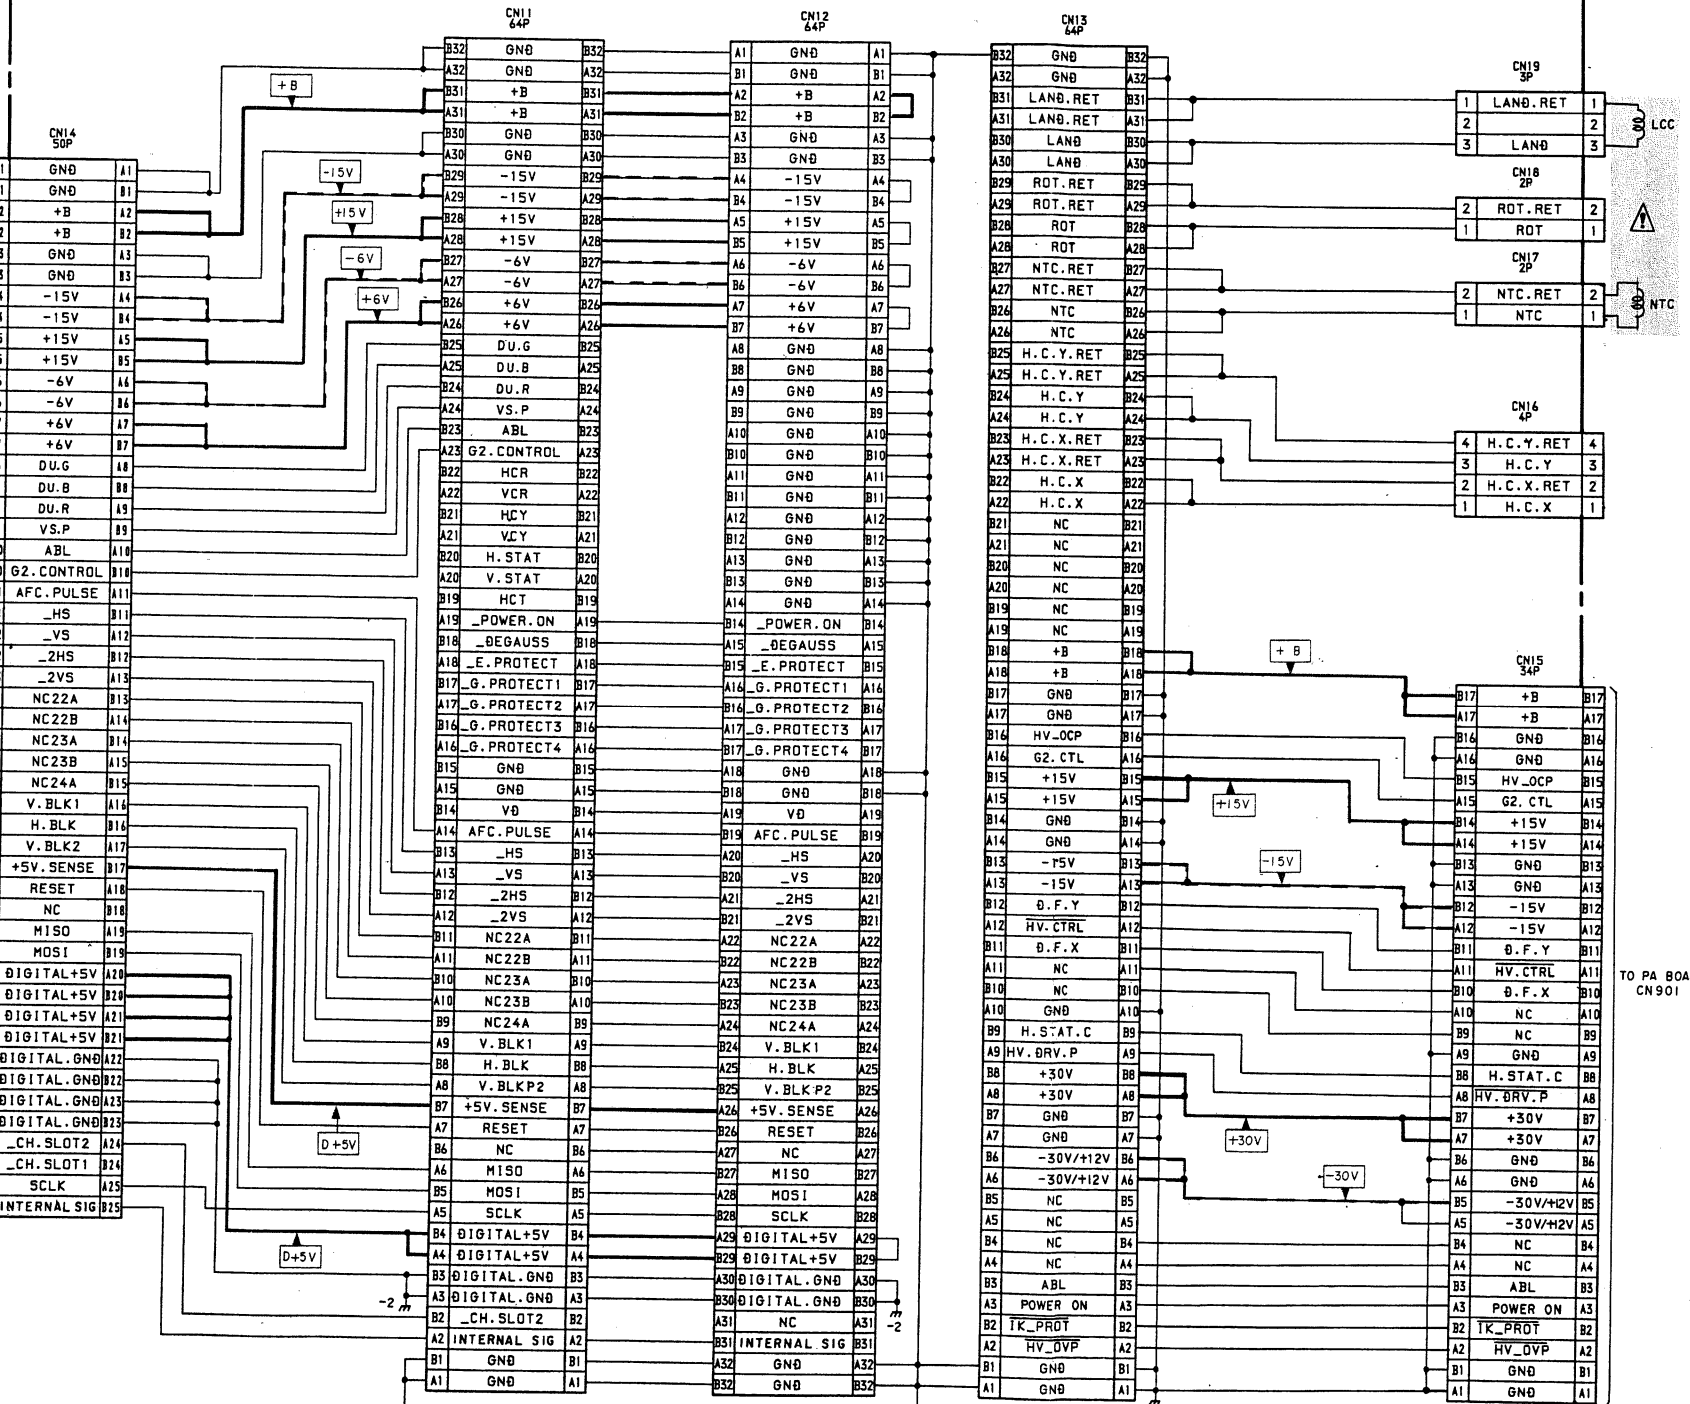 CN14
50P
GND A1
GND B1
+B A2
+B B2
GND A3
GND B3
-15V A4
-15V B4
+15V A5
+15V B5
-6V A6
-6V B6
+6V A7
+6V B7
DU.G A8
DU.B B8
DU.R A9
VS.P B9
ABL A10
G2.CONTROL B10
AFC.PULSE A11
_HS B11
_VS A12
_2HS B12
_2VS A13
NC22A B13
NC22B A14
NC23A B14
NC23B A15
NC24A B15
V.BLK1 A16
H.BLK B16
V.BLK2 A17
+5V.SENSE B17
RESET A18
NC B18
MISO A19
MOSI B19
DIGITAL+5V A20
DIGITAL+5V B20
DIGITAL+5V A21
DIGITAL+5V B21
DIGITAL.GND A22
DIGITAL.GND B22
DIGITAL.GND A23
DIGITAL.GND B23
_CH.SLOT2 A24
_CH.SLOT1 B24
SCLK A25
INTERNAL SIG B25
+B
-15V
+15V
-6V
+6V
D+5V
D+5V
-2
CN11
64P
B32 GND B32
A32 GND A32
B31 +B B31
A31 +B A31
B30 GND B30
A30 GND A30
B29 -15V B29
A29 -15V A29
B28 +15V B28
A28 +15V A28
B27 -6V B27
A27 -6V A27
B26 +6V B26
A26 +6V A26
B25 DU.G B25
A25 DU.B A25
B24 DU.R B24
A24 VS.P A24
B23 ABL B23
A23 G2.CONTROL A23
B22 HCR B22
A22 VCR A22
B21 HCY B21
A21 VCY A21
B20 H.STAT B20
A20 V.STAT A20
B19 HCT B19
A19 _POWER.ON A19
B18 _DEGAUSS B18
A18 _E.PROTECT A18
B17 _G.PROTECT1 B17
A17 _G.PROTECT2 A17
B16 _G.PROTECT3 B16
A16 _G.PROTECT4 A16
B15 GND B15
A15 GND A15
B14 VD B14
A14 AFC.PULSE A14
B13 _HS B13
A13 _VS A13
B12 _2HS B12
A12 _2VS A12
B11 NC22A B11
A11 NC22B A11
B10 NC23A B10
A10 NC23B A10
B9 NC24A B9
A9 V.BLK1 A9
B8 H.BLK B8
A8 V.BLKP2 A8
B7 +5V.SENSE B7
A7 RESET A7
B6 NC B6
A6 MISO A6
B5 MOSI B5
A5 SCLK A5
B4 DIGITAL+5V B4
A4 DIGITAL+5V A4
B3 DIGITAL.GND B3
A3 DIGITAL.GND A3
B2 _CH.SLOT2 B2
A2 INTERNAL SIG A2
B1 GND B1
A1 GND A1
CN12
64P
A1 GND A1
B1 GND B1
A2 +B A2
B2 +B B2
A3 GND A3
B3 GND B3
A4 -15V A4
B4 -15V B4
A5 +15V A5
B5 +15V B5
A6 -6V A6
B6 -6V B6
A7 +6V A7
B7 +6V B7
A8 GND A8
B8 GND B8
A9 GND A9
B9 GND B9
A10 GND A10
B10 GND B10
A11 GND A11
B11 GND B11
A12 GND A12
B12 GND B12
A13 GND A13
B13 GND B13
A14 GND A14
B14 _POWER.ON B14
A15 _DEGAUSS A15
B15 _E.PROTECT B15
A16 _G.PROTECT1 A16
B16 _G.PROTECT2 B16
A17 _G.PROTECT3 A17
B17 _G.PROTECT4 B17
A18 GND A18
B18 GND B18
A19 VD A19
B19 AFC.PULSE B19
A20 _HS A20
B20 _VS B20
A21 _2HS A21
B21 _2VS B21
A22 NC22A A22
B22 NC22B B22
A23 NC23A A23
B23 NC23B B23
A24 NC24A A24
B24 V.BLK1 B24
A25 H.BLK A25
B25 V.BLKP2 B25
A26 +5V.SENSE A26
B26 RESET B26
A27 NC A27
B27 MISO B27
A28 MOSI A28
B28 SCLK B28
A29 DIGITAL+5V A29
B29 DIGITAL+5V B29
A30 DIGITAL.GND A30
B30 DIGITAL.GND B30
A31 NC A31
B31 INTERNAL SIG B31
A32 GND A32
B32 GND B32
-2
CN13
64P
B32 GND B32
A32 GND A32
B31 LAND.RET B31
A31 LAND.RET A31
B30 LAND B30
A30 LAND A30
B29 ROT.RET B29
A29 ROT.RET A29
B28 ROT B28
A28 ROT A28
B27 NTC.RET B27
A27 NTC.RET A27
B26 NTC B26
A26 NTC A26
B25 H.C.Y.RET B25
A25 H.C.Y.RET A25
B24 H.C.Y B24
A24 H.C.Y A24
B23 H.C.X.RET B23
A23 H.C.X.RET A23
B22 H.C.X B22
A22 H.C.X A22
B21 NC B21
A21 NC A21
B20 NC B20
A20 NC A20
B19 NC B19
A19 NC A19
B18 +B B18
A18 +B A18
B17 GND B17
A17 GND A17
B16 HV_OCP B16
A16 G2.CTL A16
B15 +15V B15
A15 +15V A15
B14 GND B14
A14 GND A14
B13 -15V B13
A13 -15V A13
B12 D.F.Y B12
A12 HV.CTRL A12
B11 D.F.X B11
A11 NC A11
B10 NC B10
A10 GND A10
B9 H.STAT.C B9
A9 HV.DRV.P A9
B8 +30V B8
A8 +30V A8
B7 GND B7
A7 GND A7
B6 -30V/+12V B6
A6 -30V/+12V A6
B5 NC B5
A5 NC A5
B4 NC B4
A4 NC A4
B3 ABL B3
A3 POWER ON A3
B2 IK_PROT B2
A2 HV_OVP A2
B1 GND B1
A1 GND A1
+B
+15V
-15V
+30V
-30V
CN19
3P
1 LAND.RET 1
2 2
3 LAND 3
LCC
CN18
2P
2 ROT.RET 2
1 ROT 1
CN17
2P
2 NTC.RET 2
1 NTC 1
NTC
CN16
4P
4 H.C.Y.RET 4
3 H.C.Y 3
2 H.C.X.RET 2
1 H.C.X 1
CN15
34P
B17 +B B17
A17 +B A17
B16 GND B16
A16 GND A16
B15 HV_OCP B15
A15 G2.CTL A15
B14 +15V B14
A14 +15V A14
B13 GND B13
A13 GND A13
B12 -15V B12
A12 -15V A12
B11 D.F.Y B11
A11 HV.CTRL A11
B10 D.F.X B10
A10 NC A10
B9 NC B9
A9 GND A9
B8 H.STAT.C B8
A8 HV.DRV.P A8
B7 +30V B7
A7 +30V A7
B6 GND B6
A6 GND A6
B5 -30V/+12V B5
A5 -30V/+12V A5
B4 NC B4
A4 NC A4
B3 ABL B3
A3 POWER ON A3
B2 IK_PROT B2
A2 HV_OVP A2
B1 GND B1
A1 GND A1
TO PA BOA
CN901